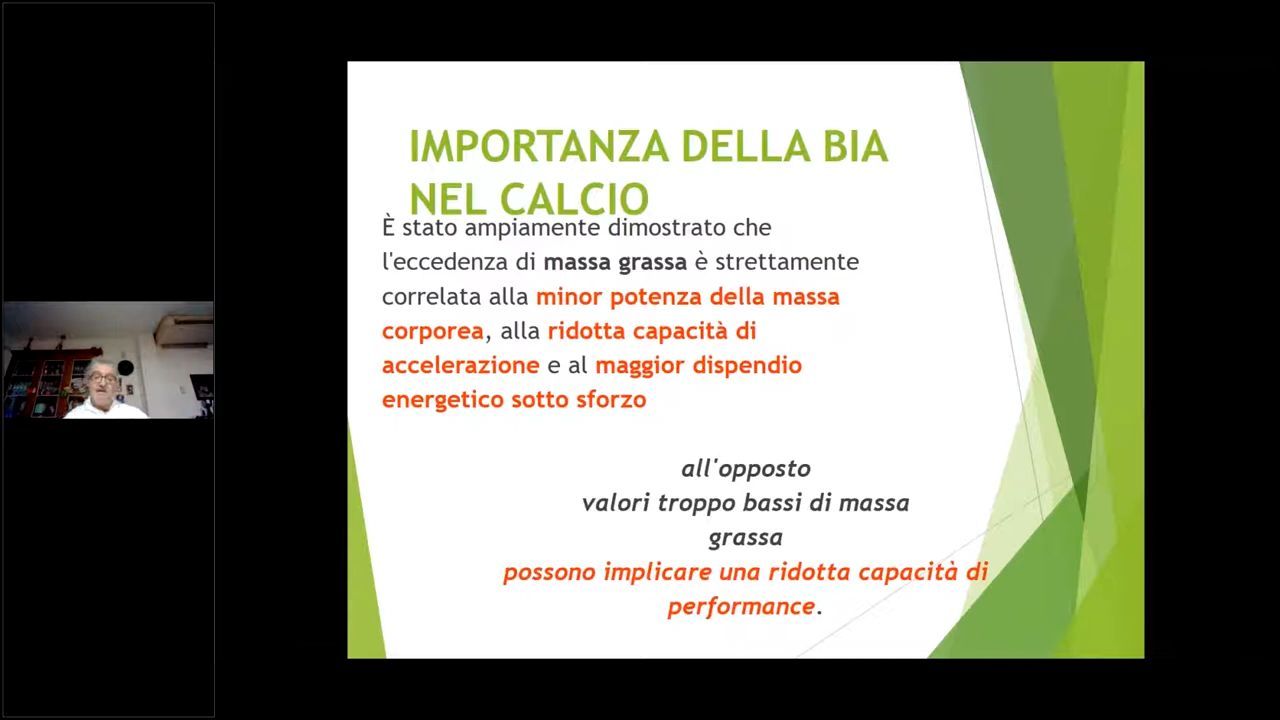 IMPORTANZA DELLA BIA
NEL CALCIO
È stato ampiamente dimostrato che
l'eccedenza di massa grassa è strettamente
correlata alla minor potenza della massa
corporea, alla ridotta capacità di
accelerazione e al maggior dispendio
energetico sotto sforzo
all'opposto
valori troppo bassi di massa
grassa
possono implicare una ridotta capacità di
performance.